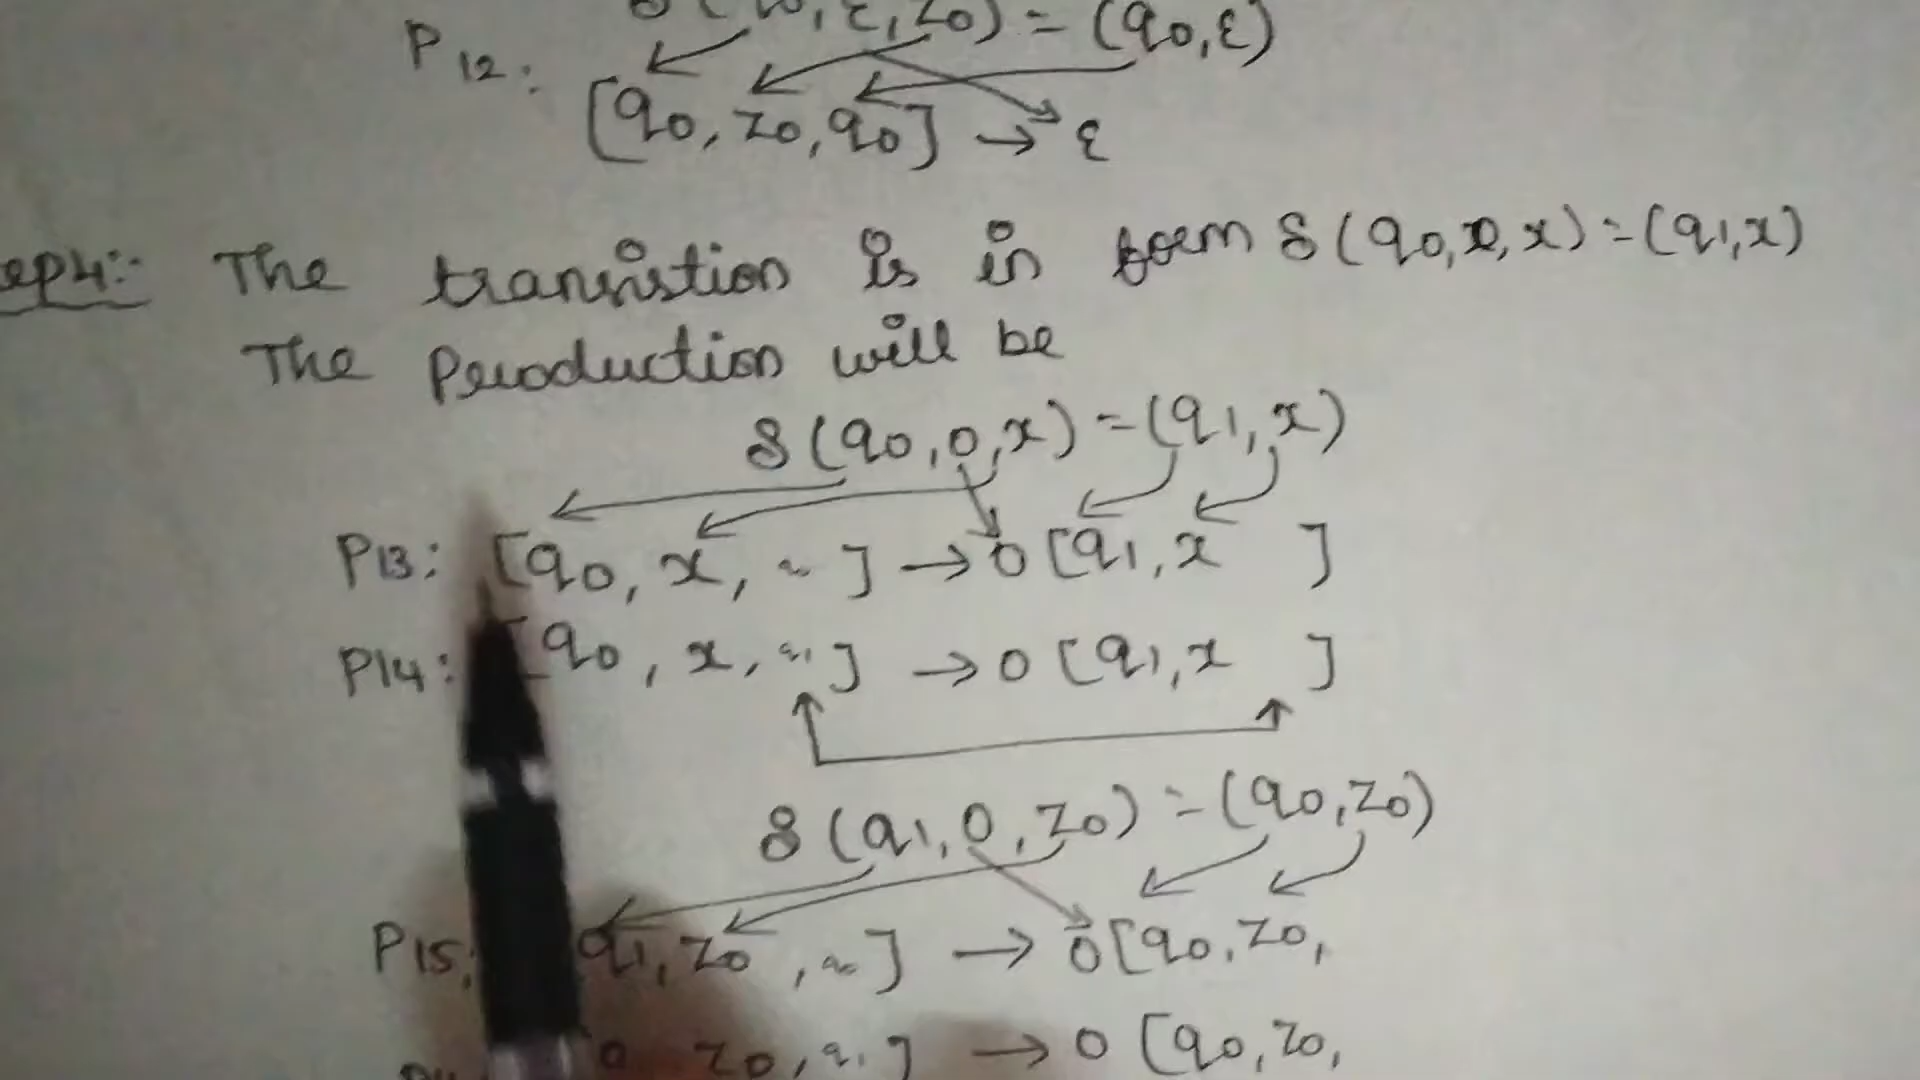 δ(q0,ε,z0) = (q0,ε)
P12:
[q0, z0, q0] → ε
ep4:- The transistion is in form δ(q0,x,x) = (q1,x)
The Production will be
δ(q0,0,x) = (q1,x)
P13: [q0, x, ] → 0 [q1, x ]
P14: [q0, x, q1] → 0 [q1, x ]
δ(q1,0,z0) = (q0,z0)
P15: q1, z0, q0] → 0 [q0, z0,
z0, q1] → 0 [q0, z0,